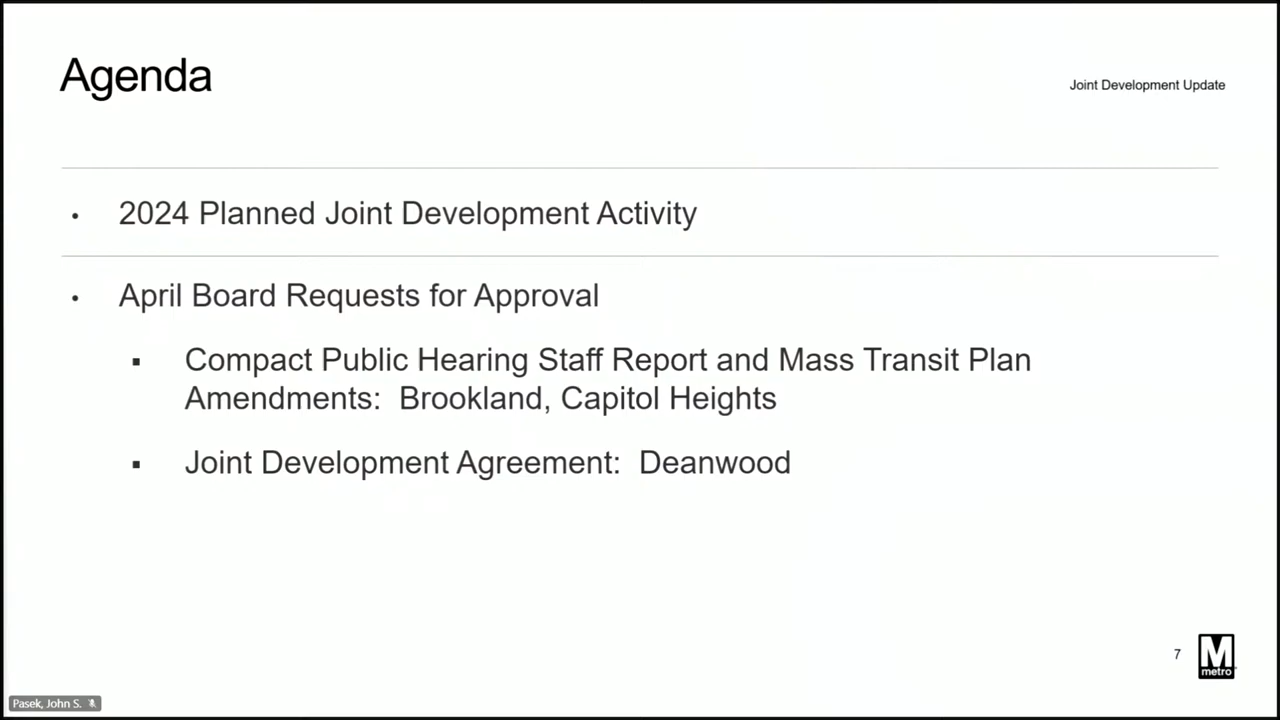 Agenda
Joint Development Update
• 2024 Planned Joint Development Activity
• April Board Requests for Approval
▪ Compact Public Hearing Staff Report and Mass Transit Plan
Amendments: Brookland, Capitol Heights
▪ Joint Development Agreement: Deanwood
7
M
metro
Pasek, John S.